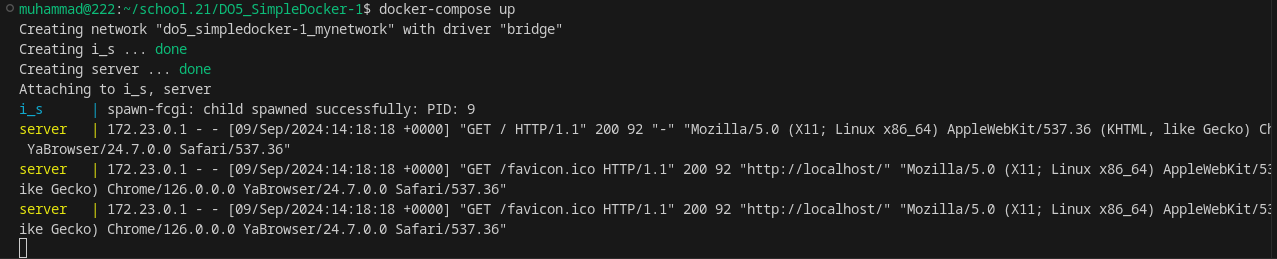 muhammad@222:~/school.21/DO5_SimpleDocker-1$ docker-compose up
Creating network "do5_simpledocker-1_mynetwork" with driver "bridge"
Creating i_s ... done
Creating server ... done
Attaching to i_s, server
i_s      | spawn-fcgi: child spawned successfully: PID: 9
server   | 172.23.0.1 - - [09/Sep/2024:14:18:18 +0000] "GET / HTTP/1.1" 200 92 "-" "Mozilla/5.0 (X11; Linux x86_64) AppleWebKit/537.36 (KHTML, like Gecko) Ch
YaBrowser/24.7.0.0 Safari/537.36"
server   | 172.23.0.1 - - [09/Sep/2024:14:18:18 +0000] "GET /favicon.ico HTTP/1.1" 200 92 "http://localhost/" "Mozilla/5.0 (X11; Linux x86_64) AppleWebKit/53
ike Gecko) Chrome/126.0.0.0 YaBrowser/24.7.0.0 Safari/537.36"
server   | 172.23.0.1 - - [09/Sep/2024:14:18:18 +0000] "GET /favicon.ico HTTP/1.1" 200 92 "http://localhost/" "Mozilla/5.0 (X11; Linux x86_64) AppleWebKit/53
ike Gecko) Chrome/126.0.0.0 YaBrowser/24.7.0.0 Safari/537.36"